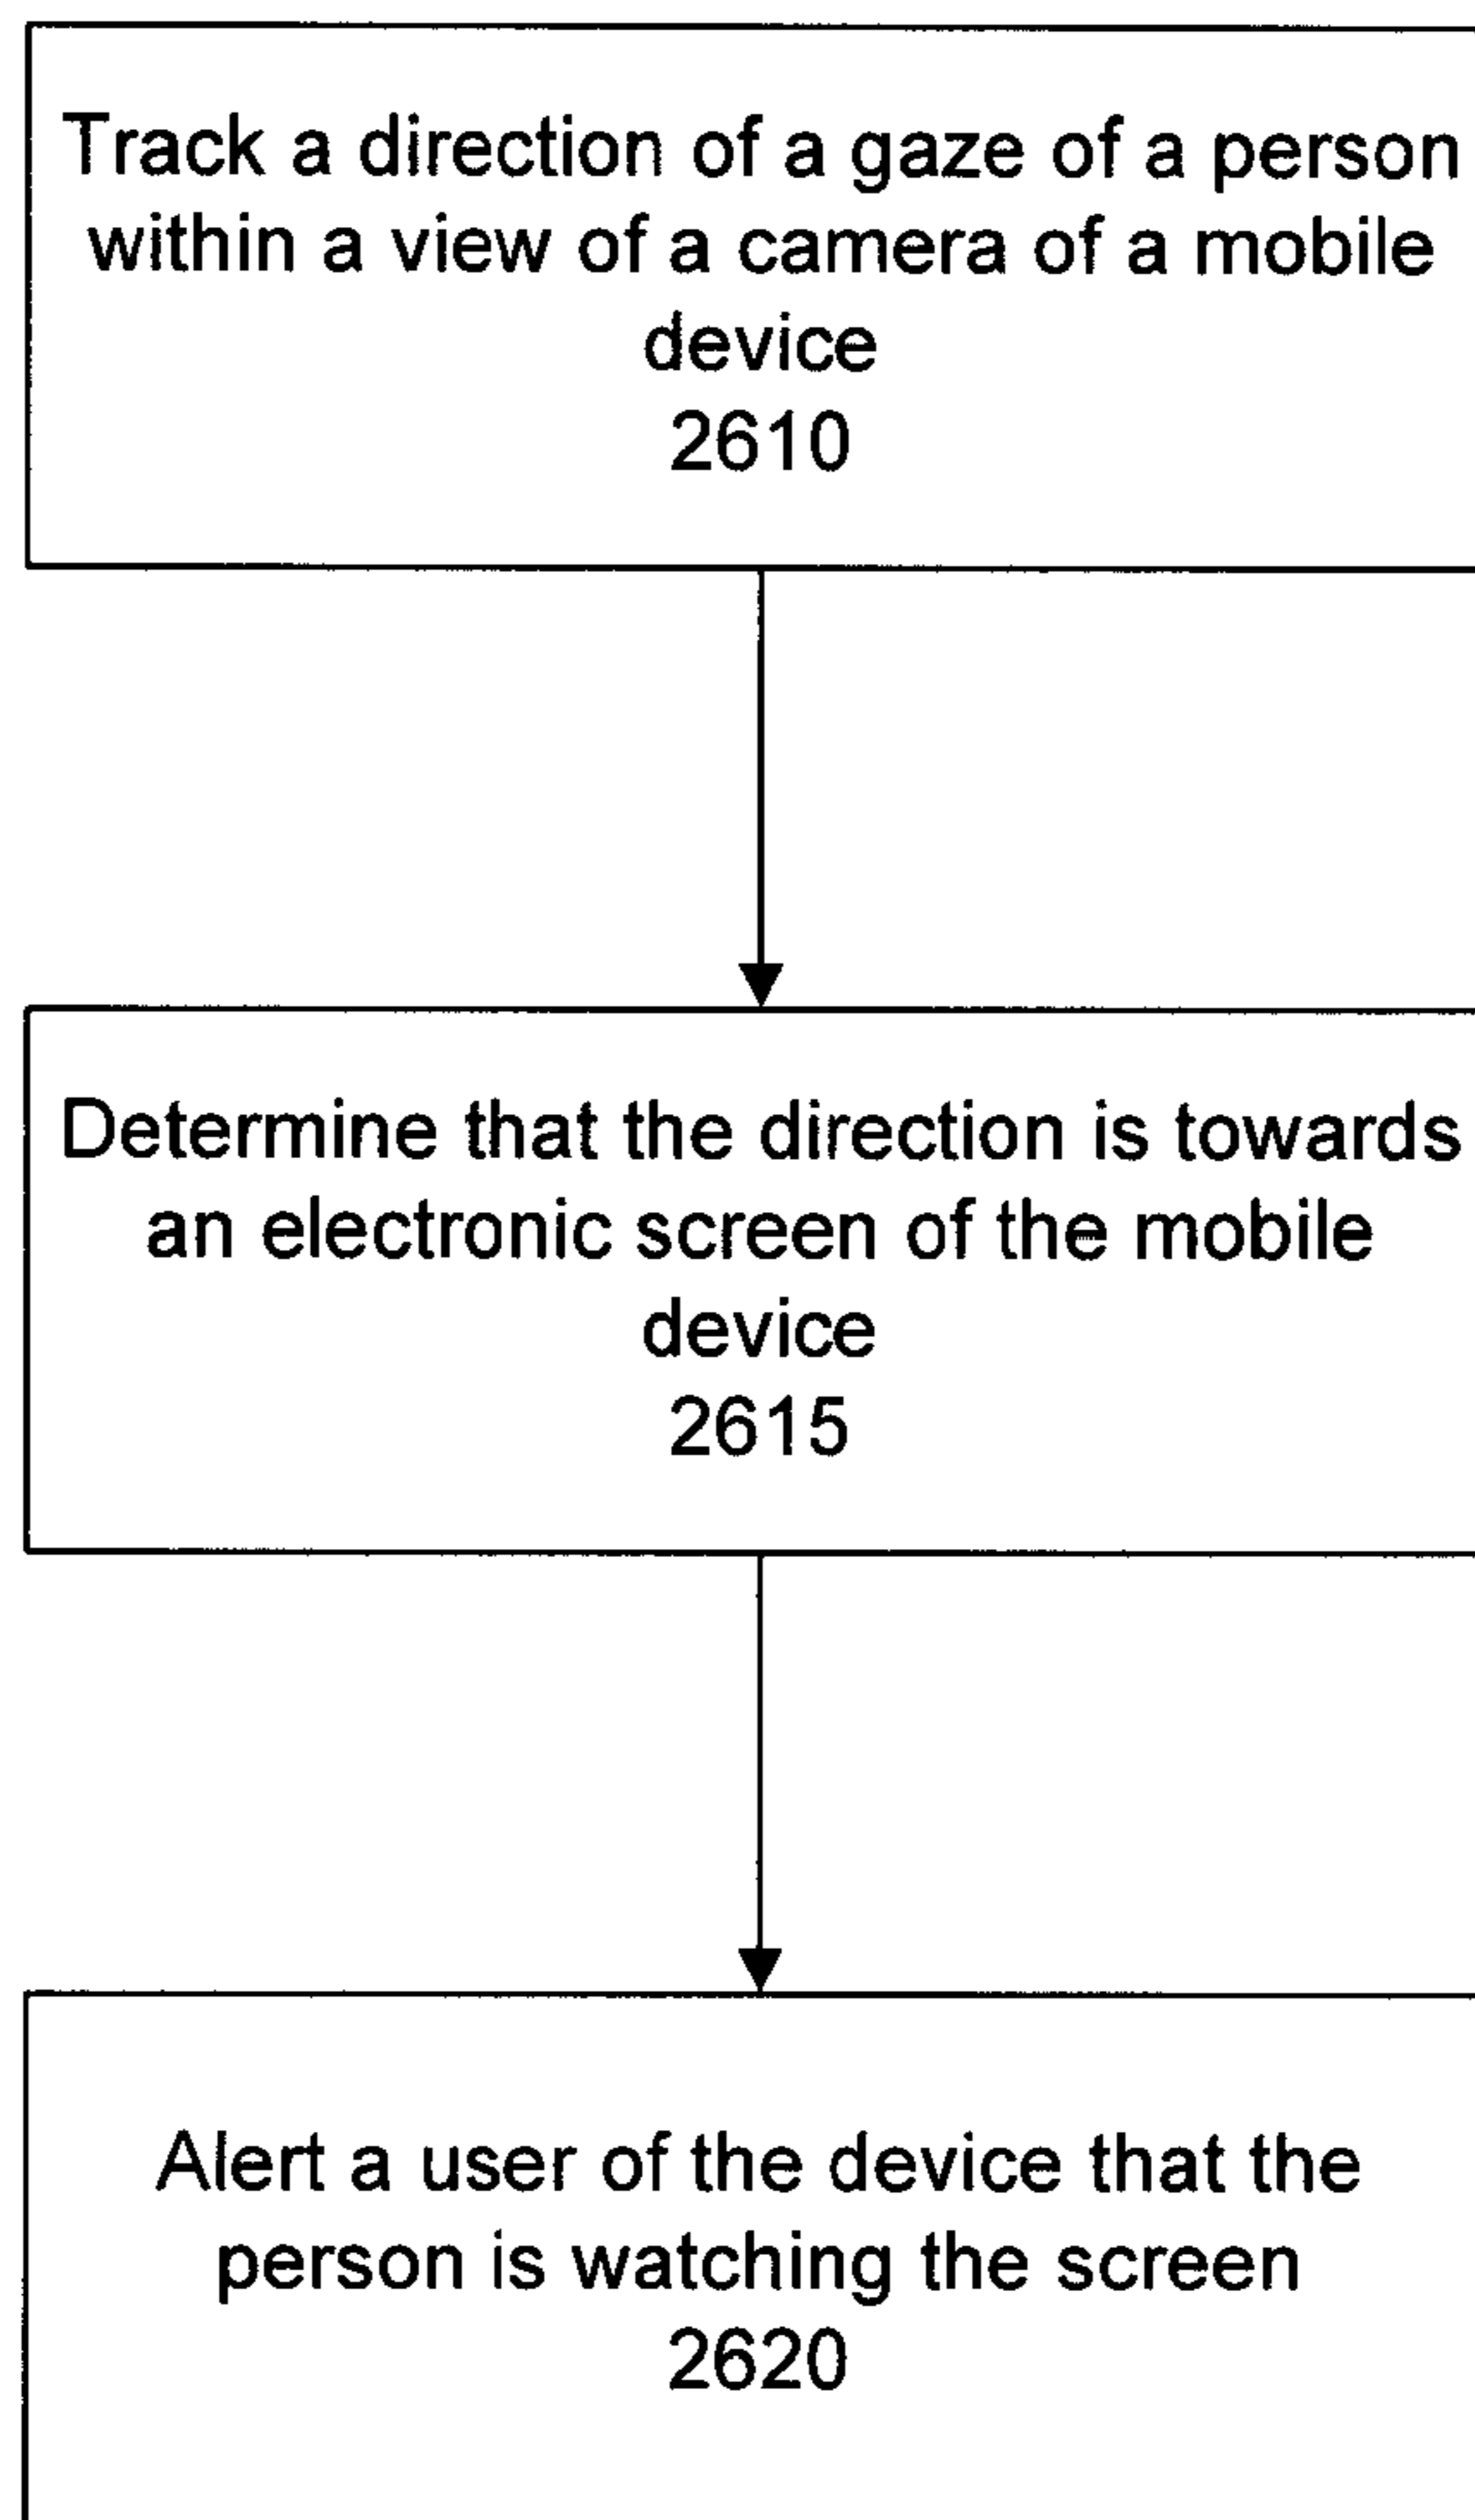 Track a direction of a gaze of a person
within a view of a camera of a mobile
device
2610
Determine that the direction is towards
an electronic screen of the mobile
device
2615
Alert a user of the device that the
person is watching the screen
2620